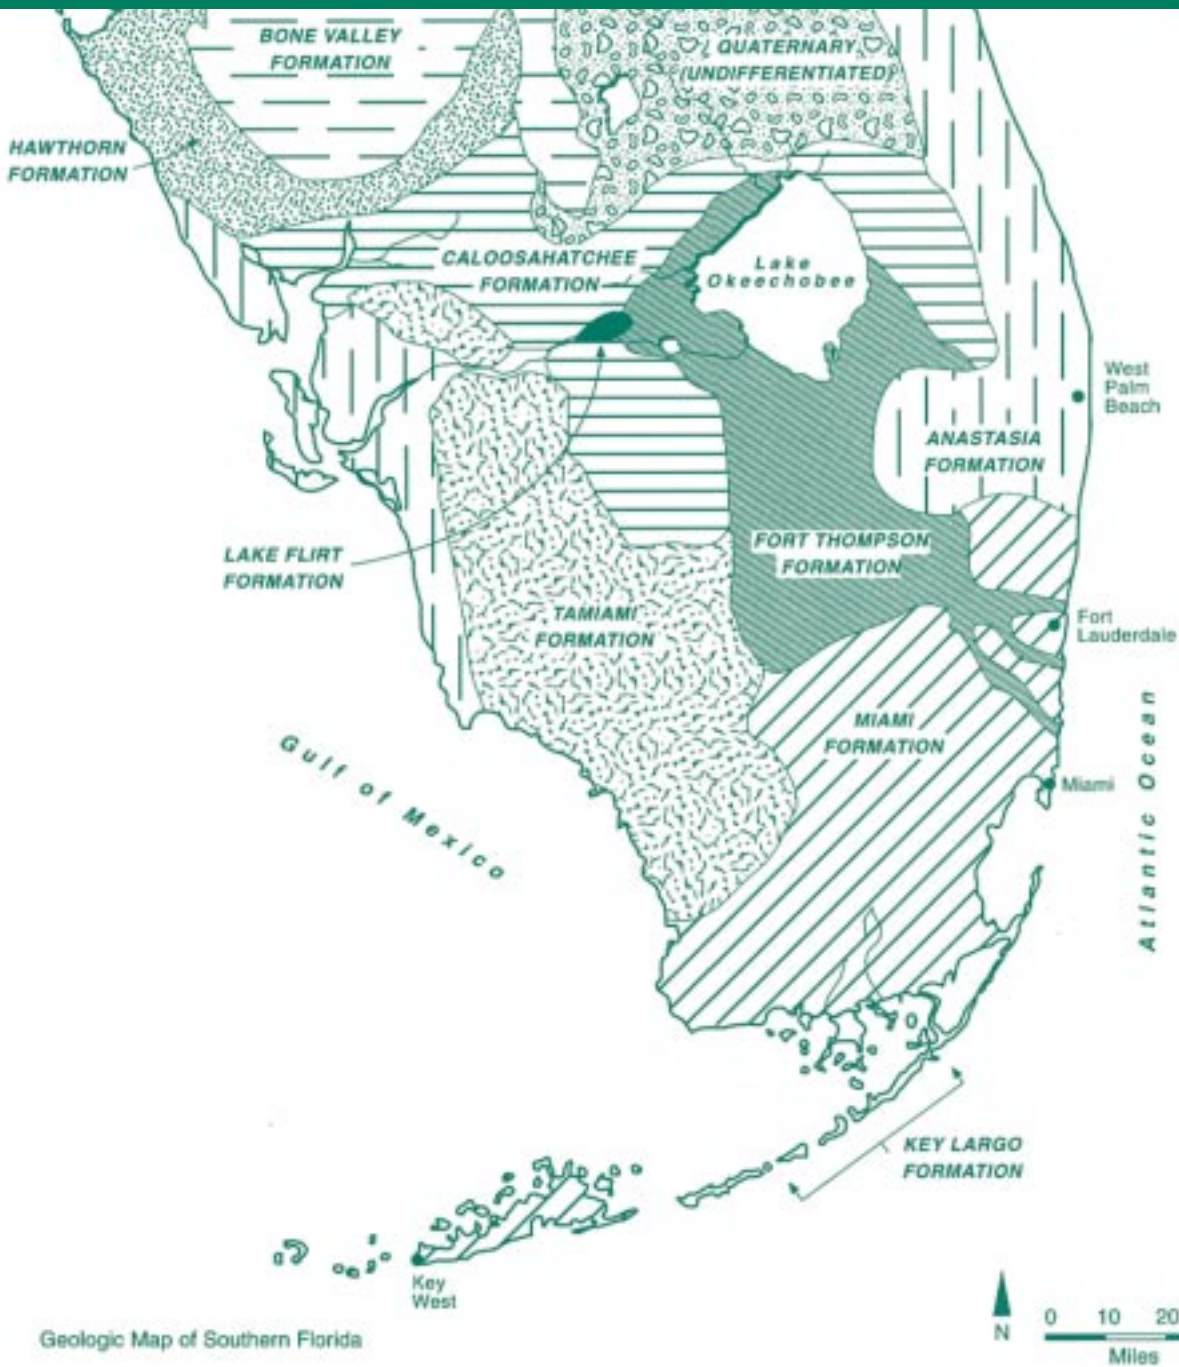 BONE VALLEY
FORMATION
QUATERNARY
(UNDIFFERENTIATED)
HAWTHORN
FORMATION
CALOOSAHATCHEE
FORMATION
Lake
Okeechobee
West
Palm
Beach
ANASTASIA
FORMATION
LAKE FLIRT
FORMATION
FORT THOMPSON
FORMATION
TAMIAMI
FORMATION
Fort
Lauderdale
MIAMI
FORMATION
Gulf of Mexico
Miami
Atlantic Ocean
KEY LARGO
FORMATION
Key
West
N
0 10 20
Miles
Geologic Map of Southern Florida